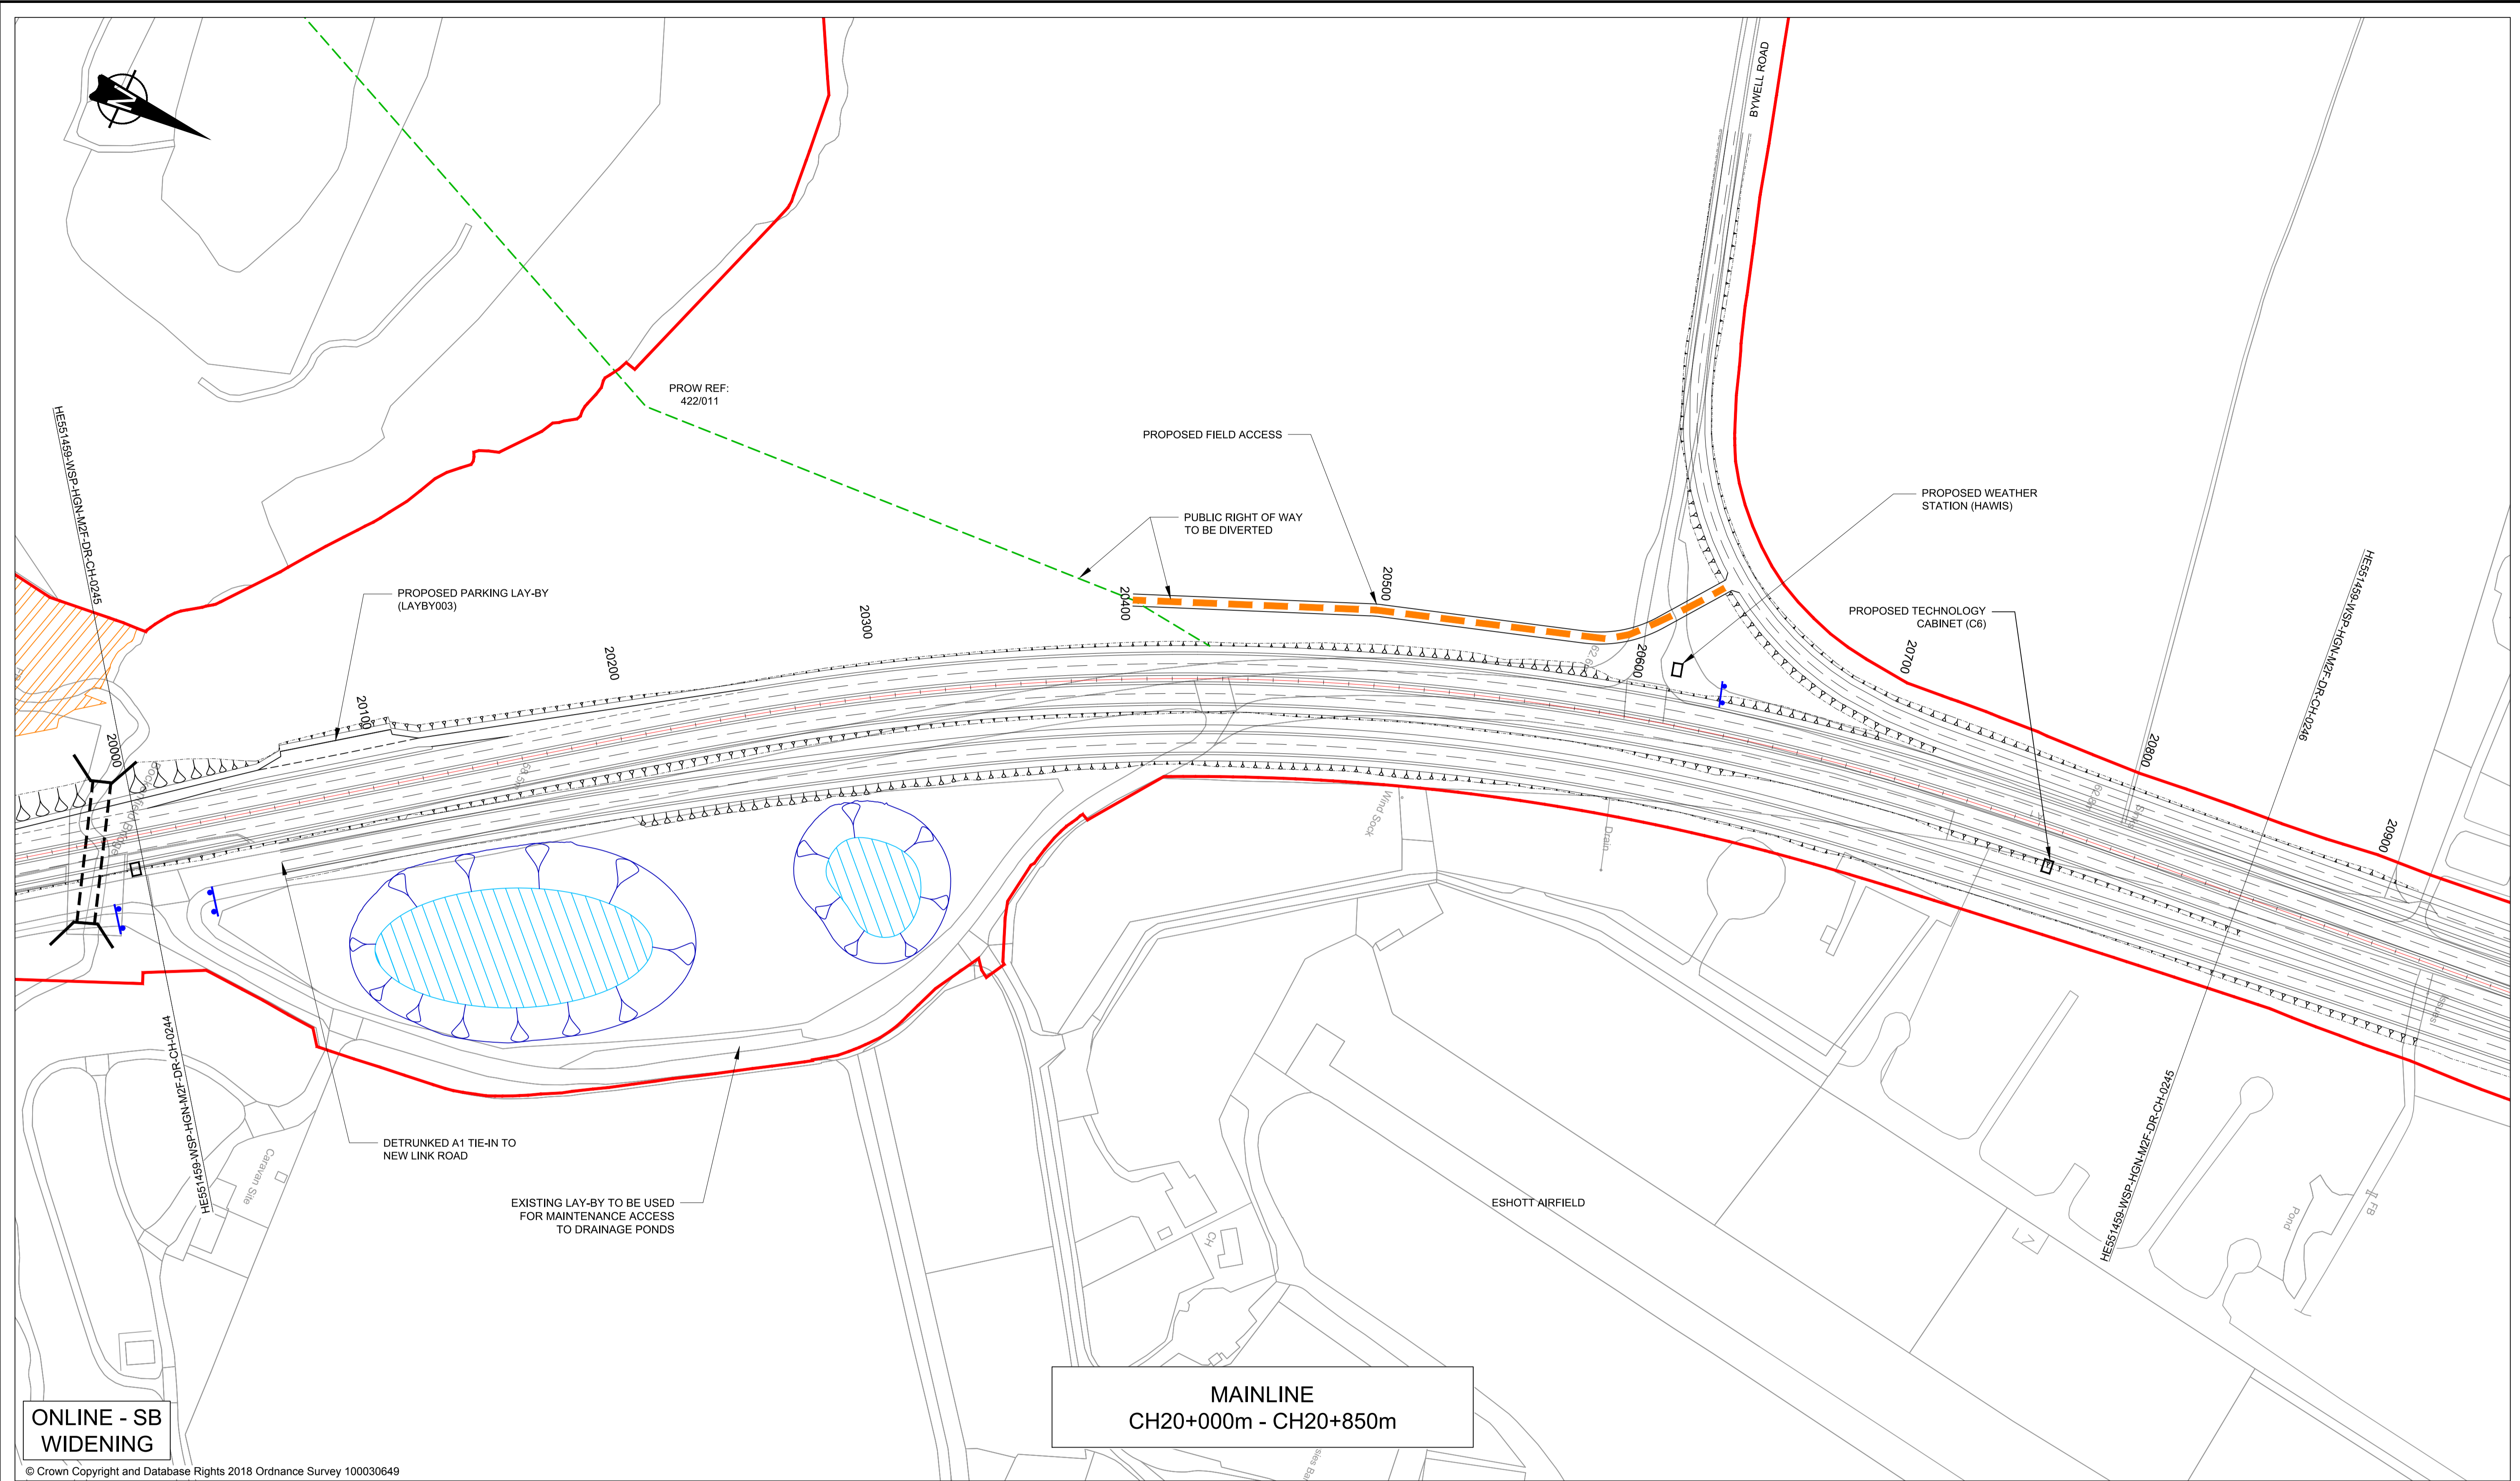 N
BYWELL ROAD
PROW REF:
422/011
PROPOSED FIELD ACCESS
PUBLIC RIGHT OF WAY
TO BE DIVERTED
PROPOSED WEATHER
STATION (HAWIS)
PROPOSED PARKING LAY-BY
(LAYBY003)
PROPOSED TECHNOLOGY
CABINET (C6)
HE551459-WSP-HGN-M2F-DR-CH-0245
HE551459-WSP-HGN-M2F-DR-CH-0244
HE551459-WSP-HGN-M2F-DR-CH-0246
HE551459-WSP-HGN-M2F-DR-CH-0245
20000
20100
20200
20300
20400
20500
20600
20700
20800
20900
Wind Sock
Drain
DETRUNKED A1 TIE-IN TO
NEW LINK ROAD
EXISTING LAY-BY TO BE USED
FOR MAINTENANCE ACCESS
TO DRAINAGE PONDS
Caravan Site
CH
ESHOTT AIRFIELD
Pond
FB
MAINLINE
CH20+000m - CH20+850m
ONLINE - SB
WIDENING
© Crown Copyright and Database Rights 2018 Ordnance Survey 100030649